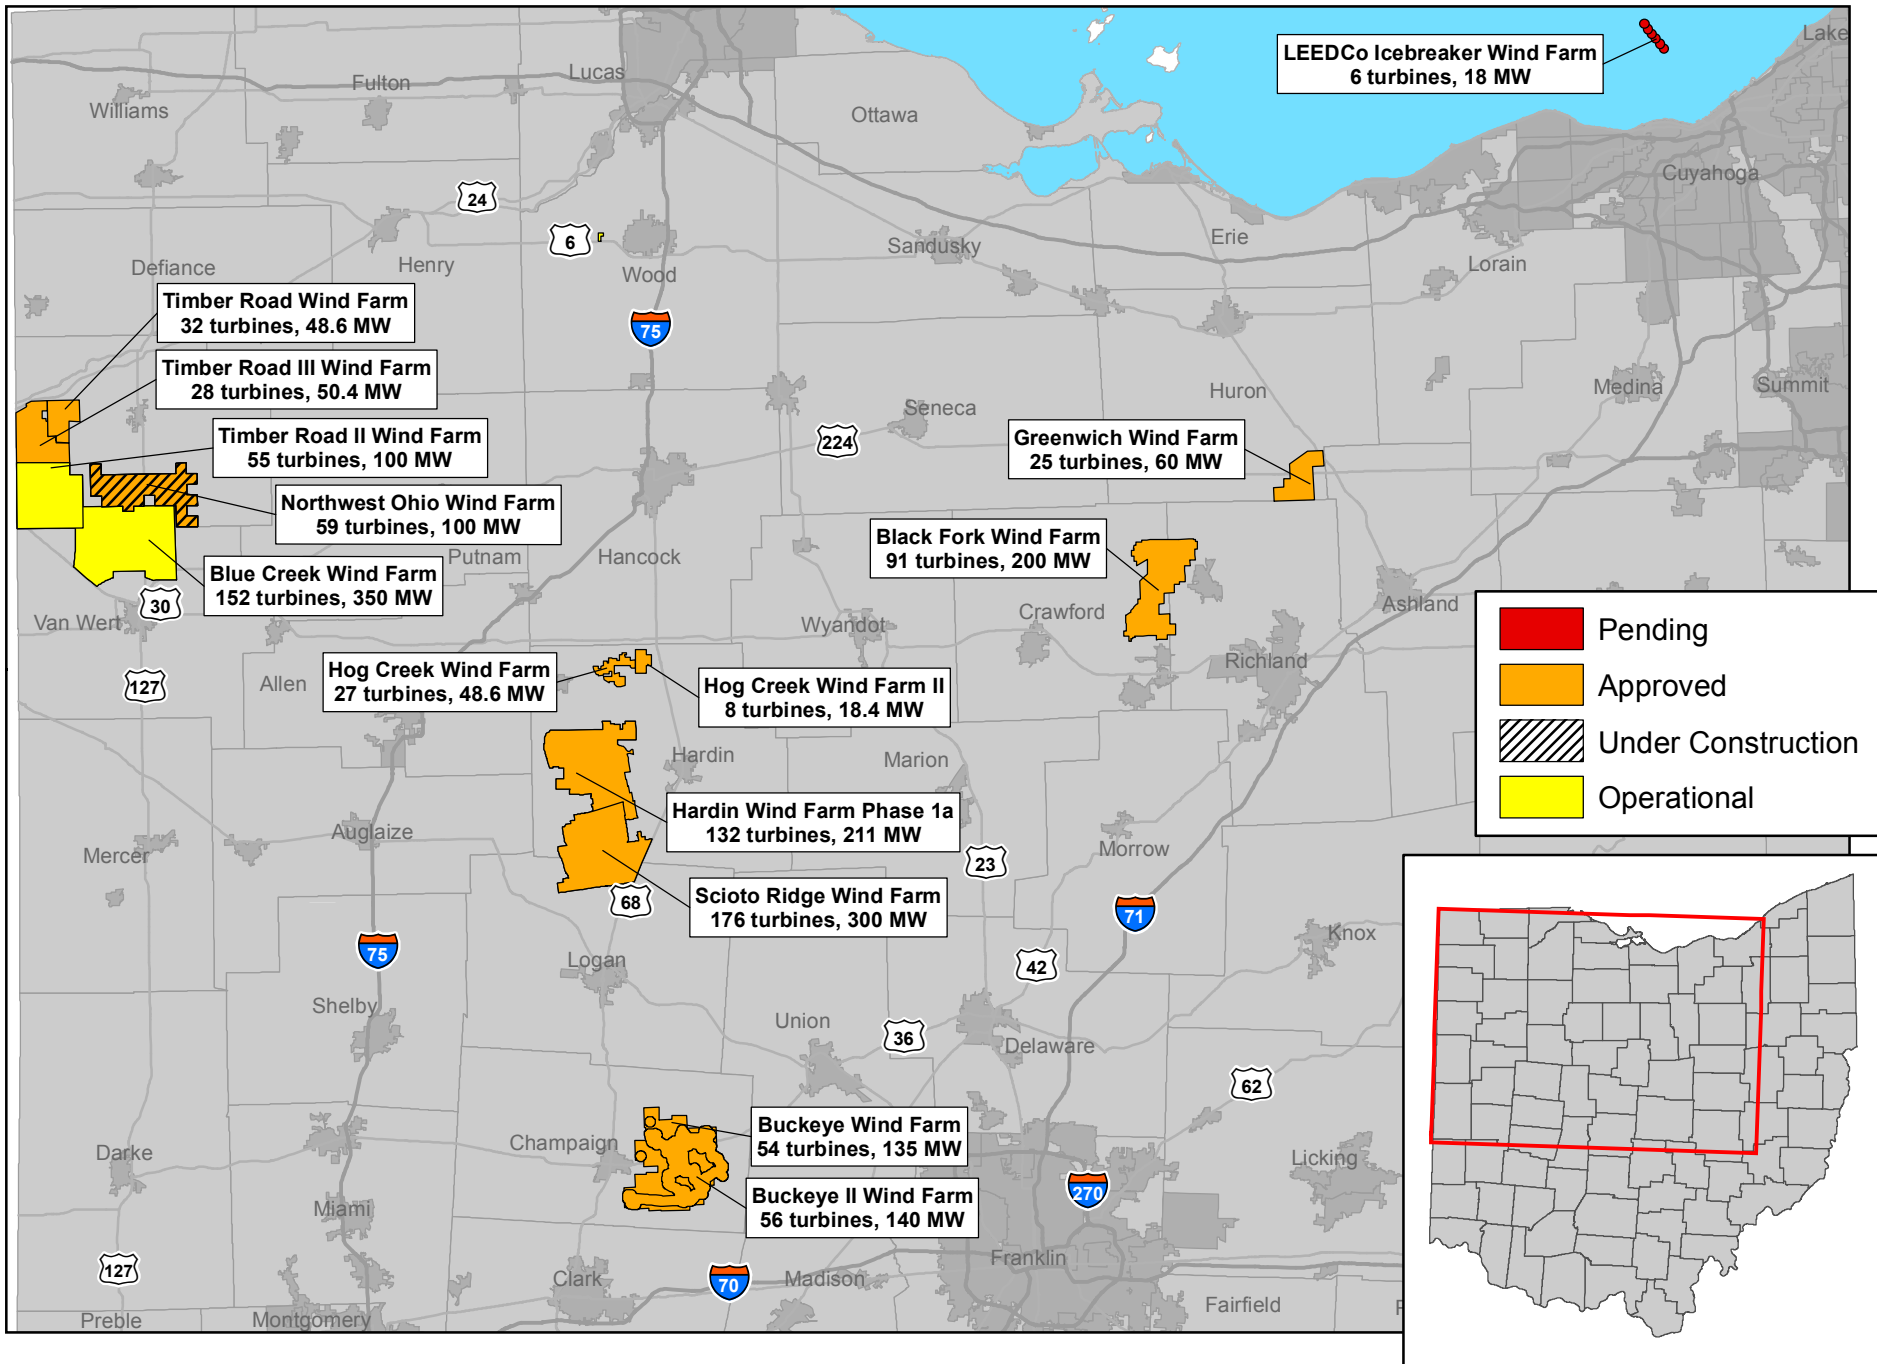 LEEDCo Icebreaker Wind Farm
6 turbines, 18 MW
Lake
Lucas
Fulton
Williams
Ottawa
Cuyahoga
24
6
Sandusky
Erie
Lorain
Defiance
Henry
Wood
Timber Road Wind Farm
32 turbines, 48.6 MW
75
Timber Road III Wind Farm
28 turbines, 50.4 MW
Huron
Medina
Summit
Seneca
Timber Road II Wind Farm
55 turbines, 100 MW
224
Greenwich Wind Farm
25 turbines, 60 MW
Northwest Ohio Wind Farm
59 turbines, 100 MW
Black Fork Wind Farm
91 turbines, 200 MW
Putnam
Hancock
Blue Creek Wind Farm
152 turbines, 350 MW
30
Van Wert
Wyandot
Crawford
Ashland
Richland
127
Allen
Hog Creek Wind Farm
27 turbines, 48.6 MW
Hog Creek Wind Farm II
8 turbines, 18.4 MW
Pending
Approved
Under Construction
Operational
Hardin
Marion
Hardin Wind Farm Phase 1a
132 turbines, 211 MW
Auglaize
Mercer
Morrow
23
Scioto Ridge Wind Farm
176 turbines, 300 MW
68
71
75
Knox
Logan
42
Shelby
Union
36
Delaware
62
Buckeye Wind Farm
54 turbines, 135 MW
Champaign
Darke
Licking
Buckeye II Wind Farm
56 turbines, 140 MW
270
Miami
127
Franklin
Clark
70
Madison
Fairfield
Preble
Montgomery